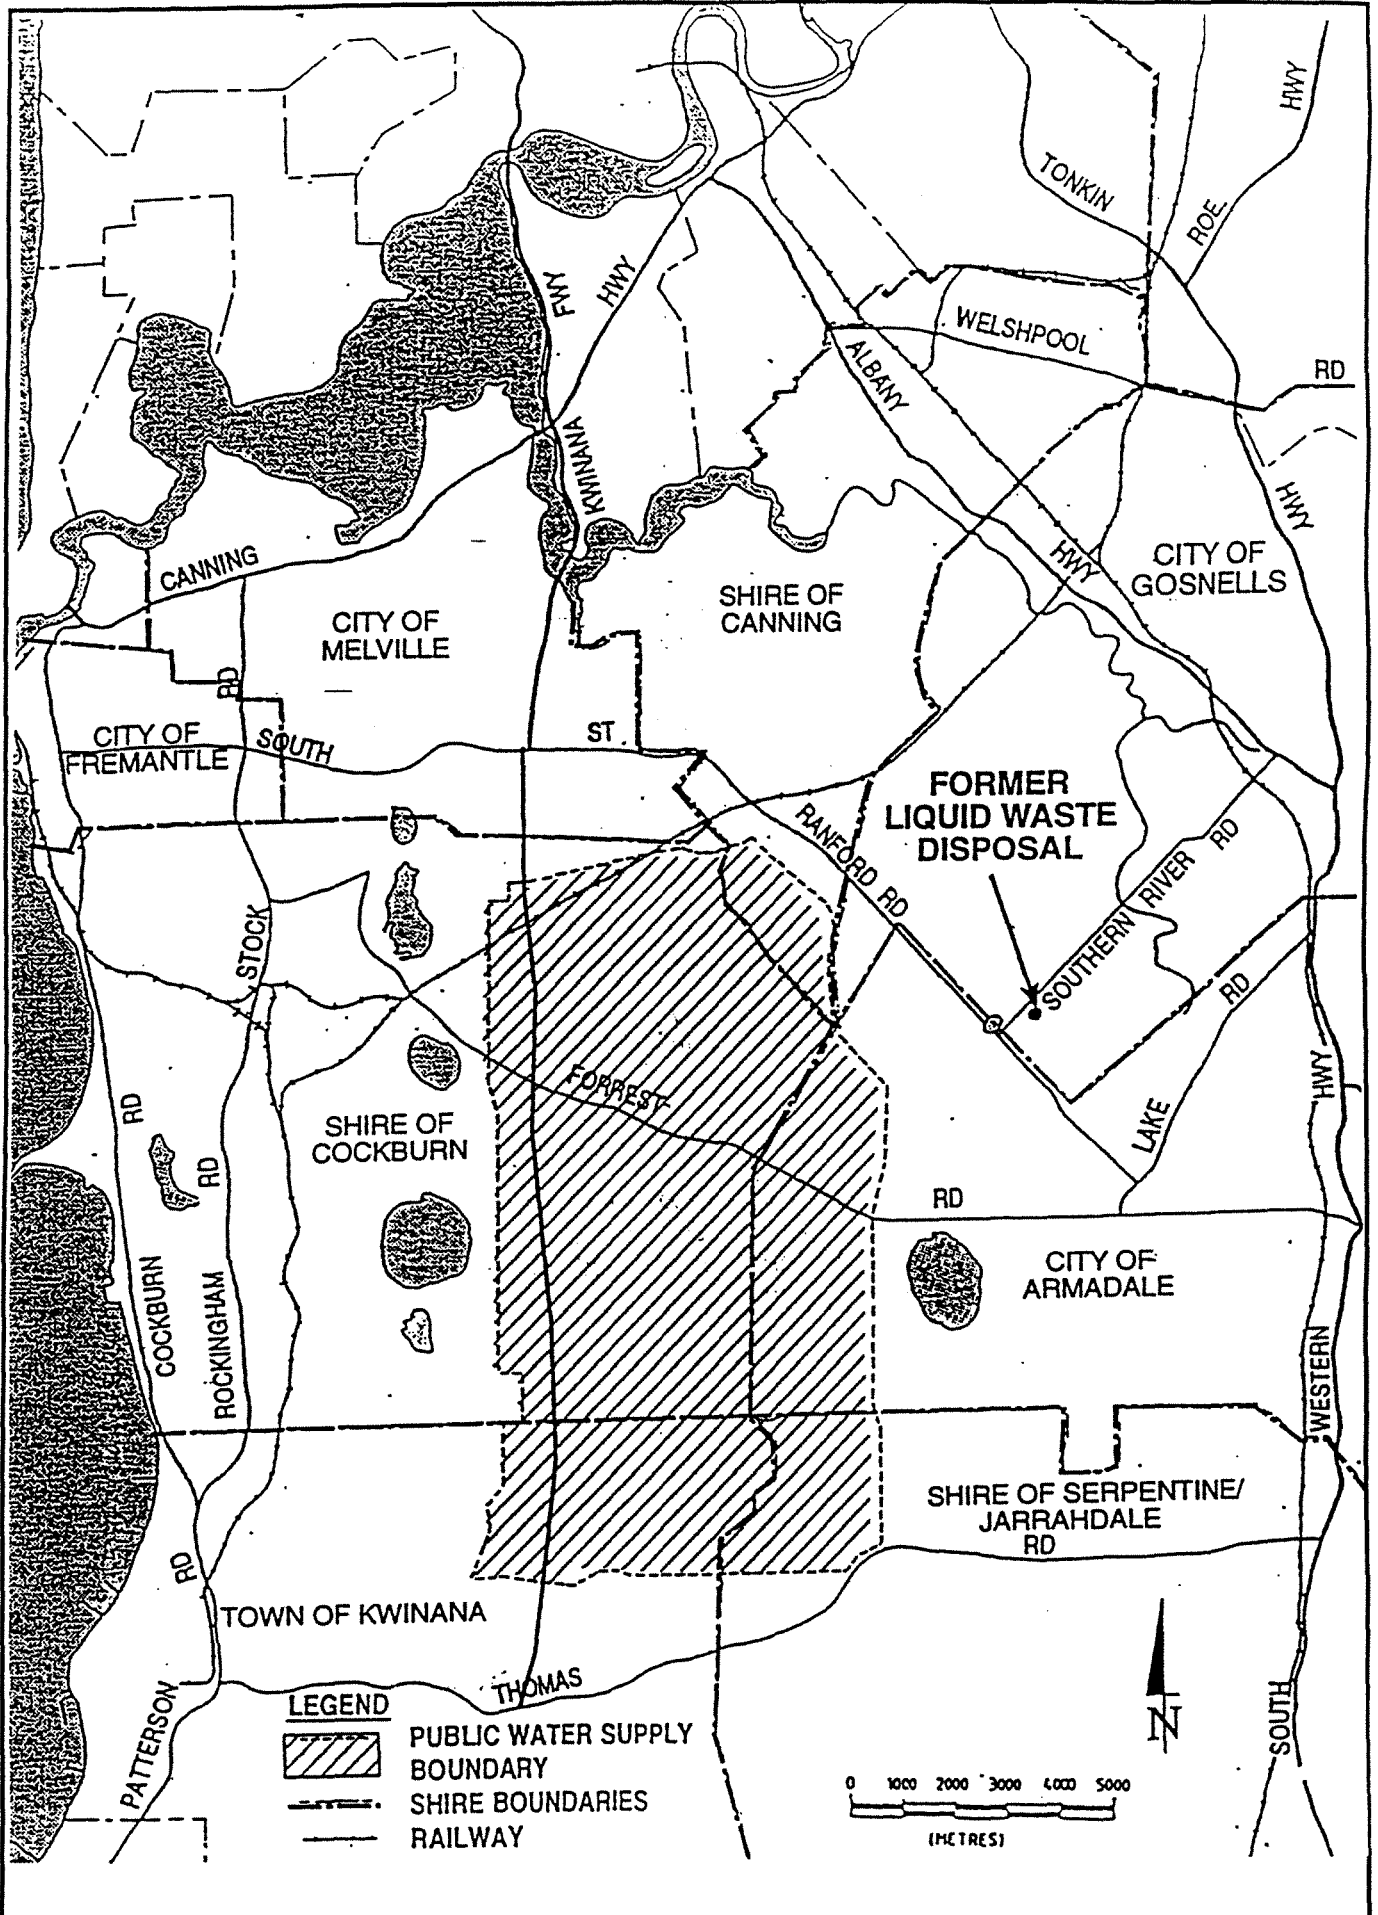 HWY
TONKIN
ROE
FWY
HWY
WELSHPOOL
RD
ALBANY
KWINANA
HWY
HWY
CITY OF
GOSNELLS
CANNING
SHIRE OF
CANNING
CITY OF
MELVILLE
RD
CITY OF
FREMANTLE
SOUTH
ST
FORMER
LIQUID WASTE
DISPOSAL
RANFORD RD
SOUTHERN RIVER RD
STOCK
RD
FORREST
RD
SHIRE OF
COCKBURN
RD
LAKE
HWY
RD
CITY OF
ARMADALE
COCKBURN
ROCKINGHAM
WESTERN
SHIRE OF SERPENTINE/
JARRAHDALE
RD
RD
TOWN OF KWINANA
THOMAS
PATTERSON
SOUTH
N
LEGEND
PUBLIC WATER SUPPLY
BOUNDARY
SHIRE BOUNDARIES
RAILWAY
0 1000 2000 3000 4000 5000
(METRES)